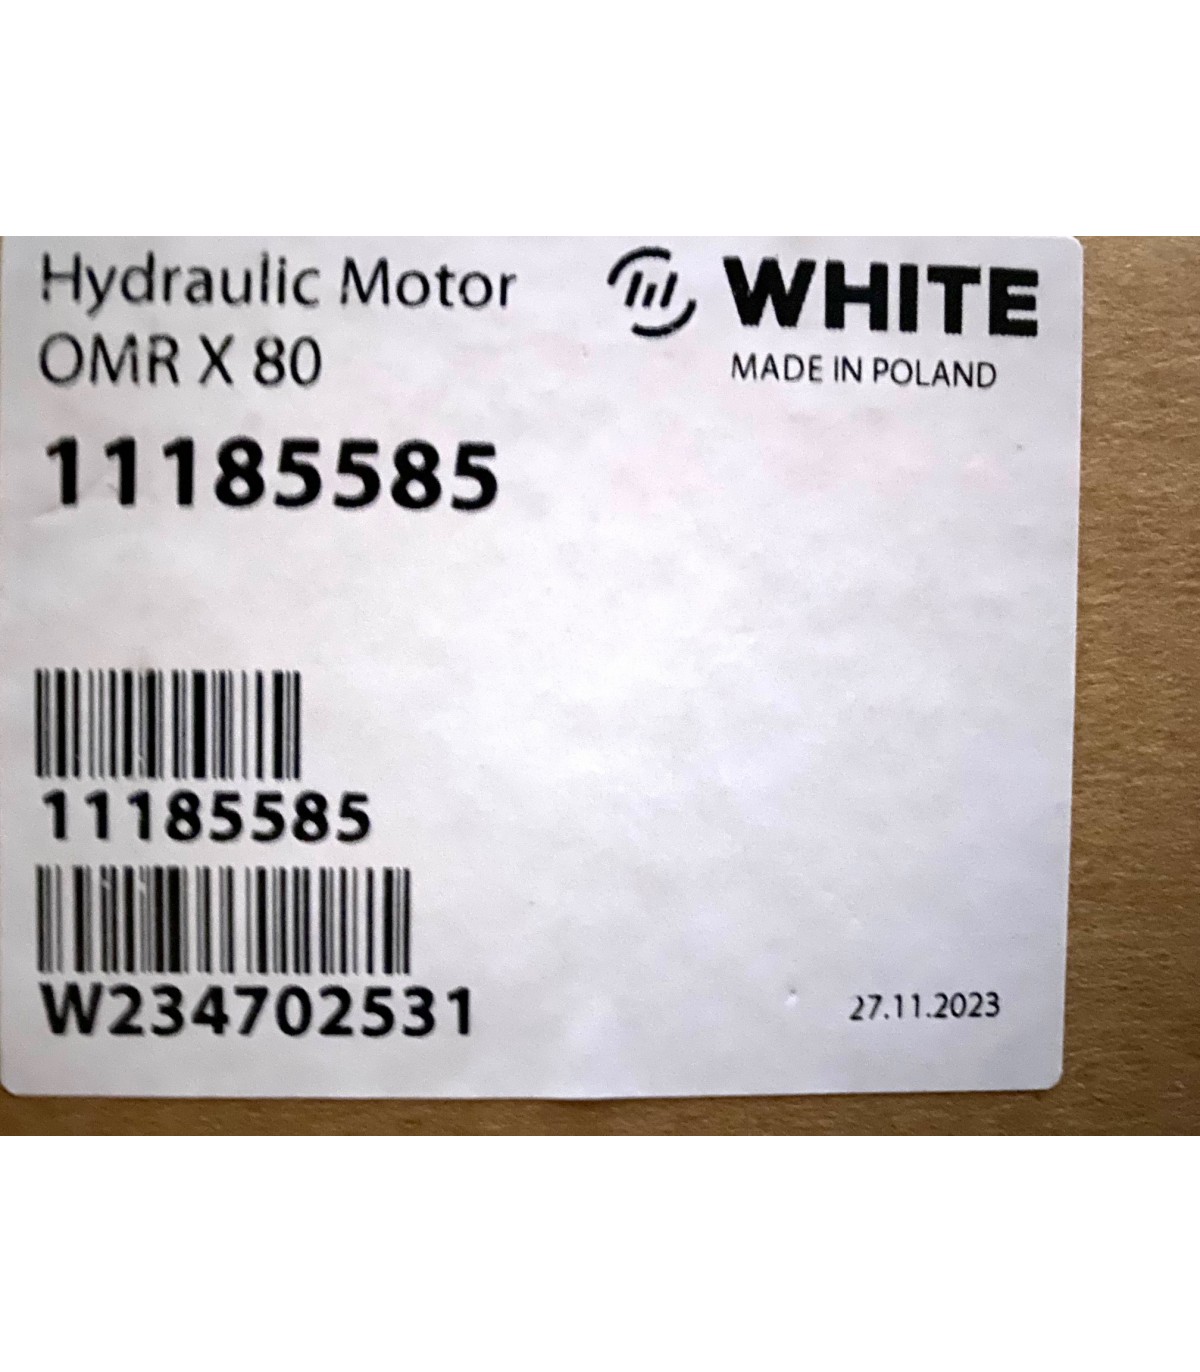 Hydraulic Motor
OMR X 80
WHITE
MADE IN POLAND
11185585
11185585
W234702531
27.11.2023